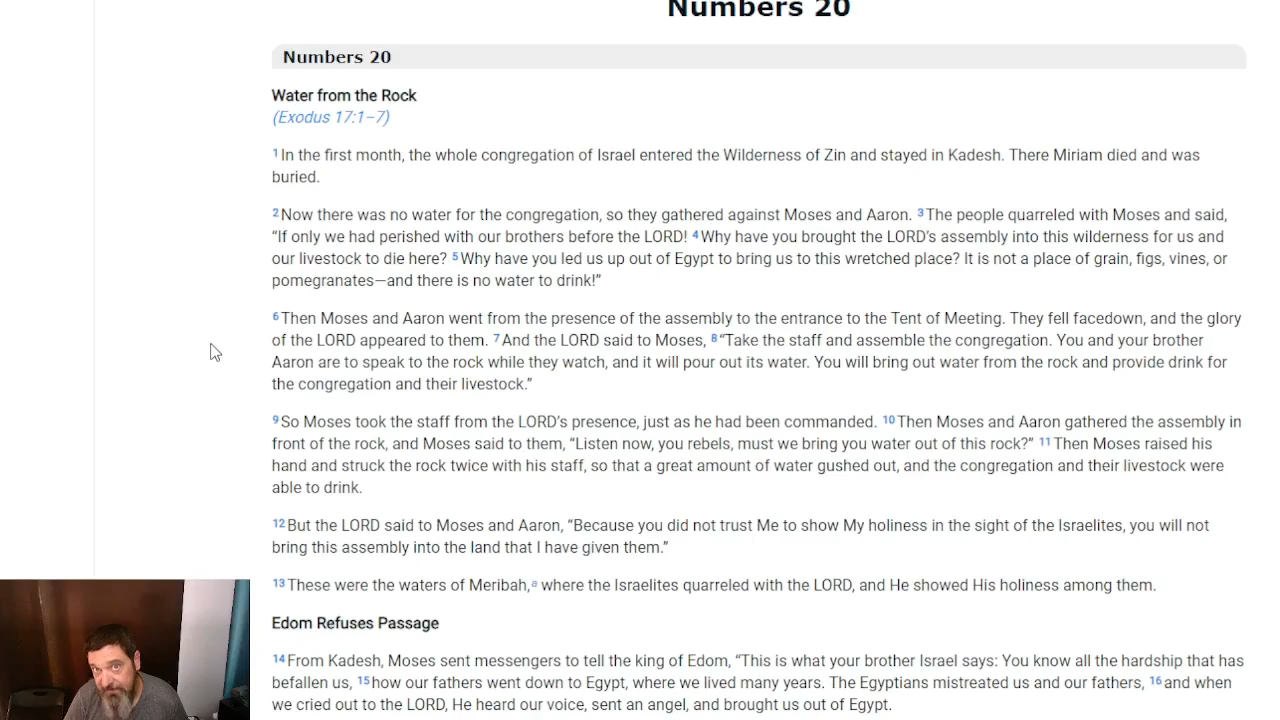 Numbers 20
Numbers 20
Water from the Rock
(Exodus 17:1–7)
1 In the first month, the whole congregation of Israel entered the Wilderness of Zin and stayed in Kadesh. There Miriam died and was
buried.
2 Now there was no water for the congregation, so they gathered against Moses and Aaron. 3 The people quarreled with Moses and said,
“If only we had perished with our brothers before the LORD! 4 Why have you brought the LORD’s assembly into this wilderness for us and
our livestock to die here? 5 Why have you led us up out of Egypt to bring us to this wretched place? It is not a place of grain, figs, vines, or
pomegranates—and there is no water to drink!”
6 Then Moses and Aaron went from the presence of the assembly to the entrance to the Tent of Meeting. They fell facedown, and the glory
of the LORD appeared to them. 7 And the LORD said to Moses, 8 “Take the staff and assemble the congregation. You and your brother
Aaron are to speak to the rock while they watch, and it will pour out its water. You will bring out water from the rock and provide drink for
the congregation and their livestock.”
9 So Moses took the staff from the LORD’s presence, just as he had been commanded. 10 Then Moses and Aaron gathered the assembly in
front of the rock, and Moses said to them, “Listen now, you rebels, must we bring you water out of this rock?” 11 Then Moses raised his
hand and struck the rock twice with his staff, so that a great amount of water gushed out, and the congregation and their livestock were
able to drink.
12 But the LORD said to Moses and Aaron, “Because you did not trust Me to show My holiness in the sight of the Israelites, you will not
bring this assembly into the land that I have given them.”
13 These were the waters of Meribah,a where the Israelites quarreled with the LORD, and He showed His holiness among them.
Edom Refuses Passage
14 From Kadesh, Moses sent messengers to tell the king of Edom, “This is what your brother Israel says: You know all the hardship that has
befallen us, 15 how our fathers went down to Egypt, where we lived many years. The Egyptians mistreated us and our fathers, 16 and when
we cried out to the LORD, He heard our voice, sent an angel, and brought us out of Egypt.